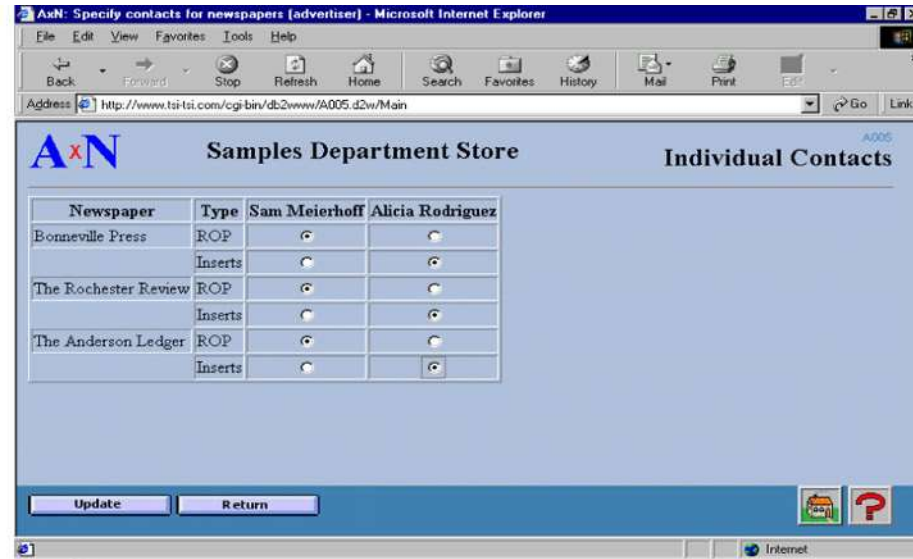 AxN: Specify contacts for newspapers (advertiser) - Microsoft Internet Explorer
File Edit View Favorites Tools Help
Back Forward Stop Refresh Home Search Favorites History Mail Print Edit
Address http://www.tsi-tsi.com/cgi-bin/db2www/A005.d2w/Main Go Link
A005
AxN Samples Department Store Individual Contacts
Newspaper Type Sam Meierhoff Alicia Rodriguez
Bonneville Press ROP
Inserts
The Rochester Review ROP
Inserts
The Anderson Ledger ROP
Inserts
Update Return ?
Internet